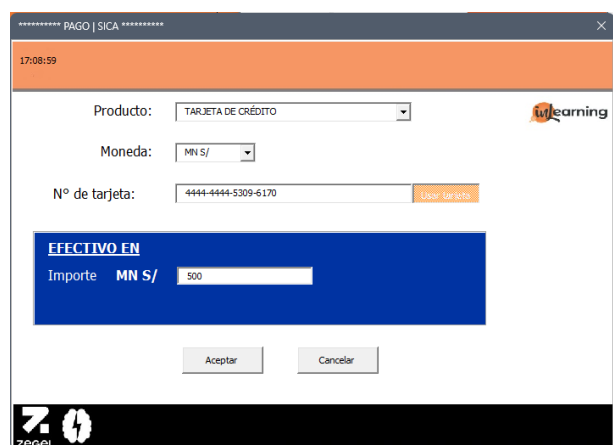 ********** PAGO | SICA **********
17:08:59
Producto: TARJETA DE CRÉDITO
inlearning
Moneda: MN S/
N° de tarjeta: 4444-4444-5309-6170 Usar tarjeta
EFECTIVO EN
Importe MN S/ 500
Aceptar Cancelar
zegel